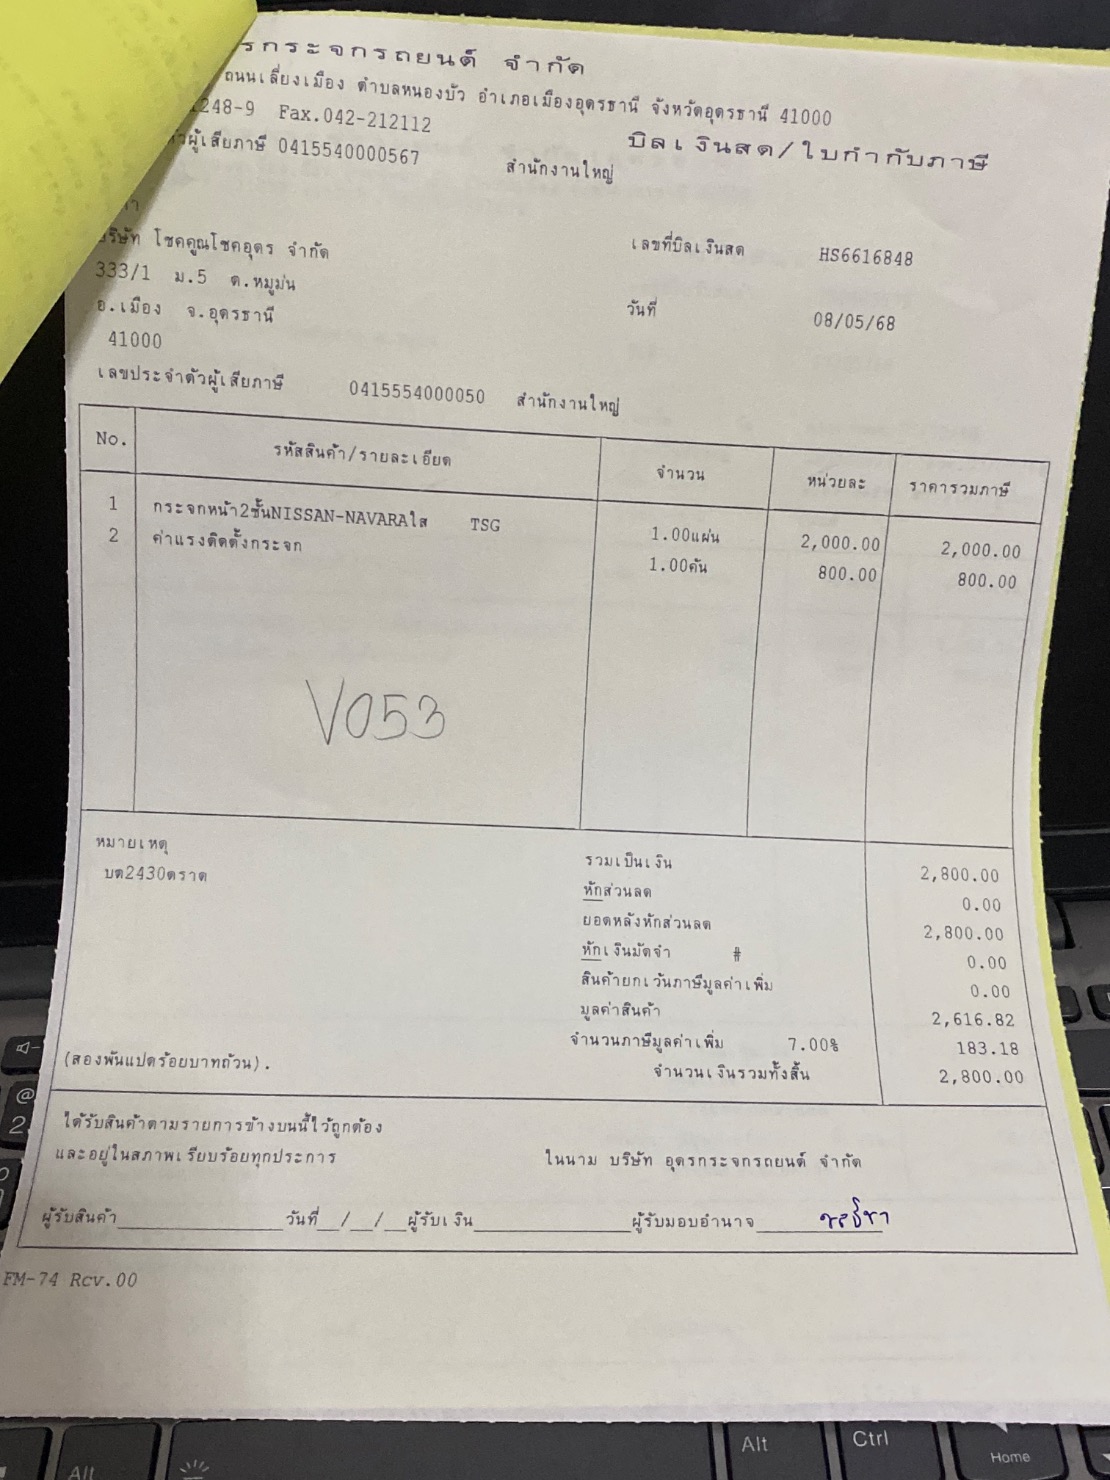 รกระจกรถยนต์ จำกัด
ถนนเลี่ยงเมือง ตำบลหนองบัว อำเภอเมืองอุดรธานี จังหวัดอุดรธานี 41000
1248-9 Fax.042-212112
ตัวผู้เสียภาษี 0415540000567 สำนักงานใหญ่ บิลเงินสด/ใบกำกับภาษี
บริษัท โชคคูณโชคอุดร จำกัด เลขที่บิลเงินสด HS6616848
333/1 ม.5 ต.หมูม่น
อ.เมือง จ.อุดรธานี วันที่ 08/05/68
41000
เลขประจำตัวผู้เสียภาษี 0415554000050 สำนักงานใหญ่
No. รหัสสินค้า/รายละเอียด จำนวน หน่วยละ ราคารวมภาษี
1 กระจกหน้า2ชั้นNISSAN-NAVARAใส TSG 1.00แผ่น 2,000.00 2,000.00
2 ค่าแรงติดตั้งกระจก 1.00คัน 800.00 800.00
V053
หมายเหตุ รวมเป็นเงิน 2,800.00
บต2430ตราด หักส่วนลด 0.00
ยอดหลังหักส่วนลด 2,800.00
หักเงินมัดจำ # 0.00
สินค้ายกเว้นภาษีมูลค่าเพิ่ม 0.00
มูลค่าสินค้า 2,616.82
จำนวนภาษีมูลค่าเพิ่ม 7.00% 183.18
(สองพันแปดร้อยบาทถ้วน). จำนวนเงินรวมทั้งสิ้น 2,800.00
ได้รับสินค้าตามรายการข้างบนนี้ไว้ถูกต้อง
และอยู่ในสภาพเรียบร้อยทุกประการ ในนาม บริษัท อุดรกระจกรถยนต์ จำกัด
ผู้รับสินค้า วันที่__/__/__ผู้รับเงิน ผู้รับมอบอำนาจ
FM-74 Rev.00
Alt Ctrl Home
Alt
@
2